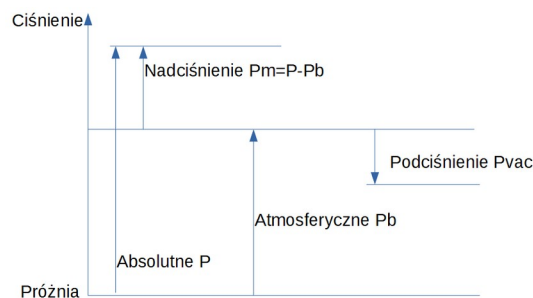 Ciśnienie
Nadciśnienie Pm=P-Pb
Podciśnienie Pvac
Atmosferyczne Pb
Absolutne P
Próżnia